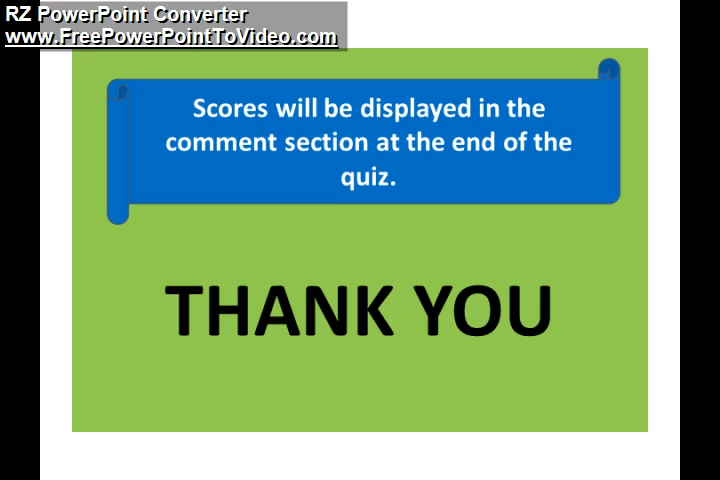 RZ PowerPoint Converter
www.FreePowerPointToVideo.com
Scores will be displayed in the
comment section at the end of the
quiz.
THANK YOU